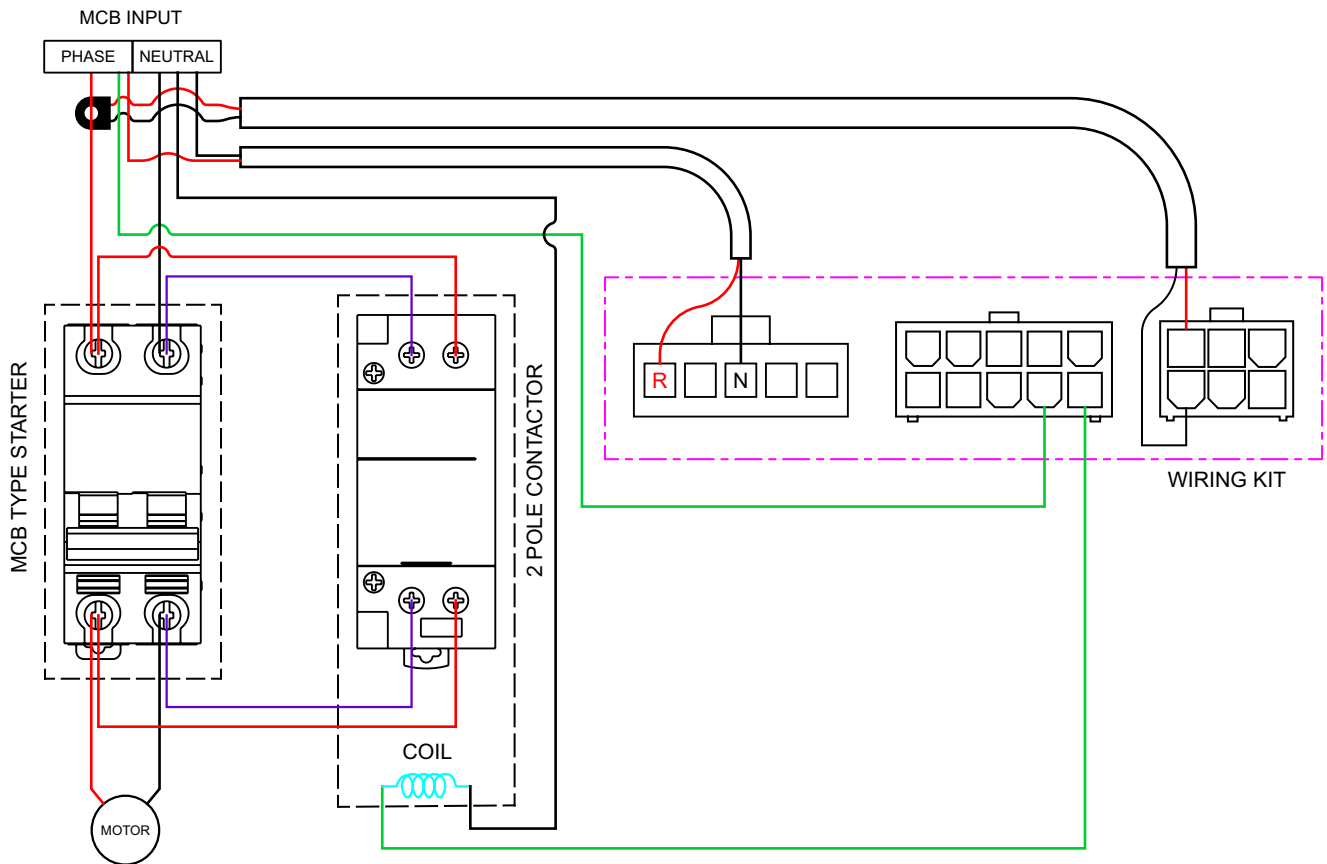 MCB INPUT
PHASE
NEUTRAL
MCB TYPE STARTER
2 POLE CONTACTOR
R
N
WIRING KIT
COIL
MOTOR